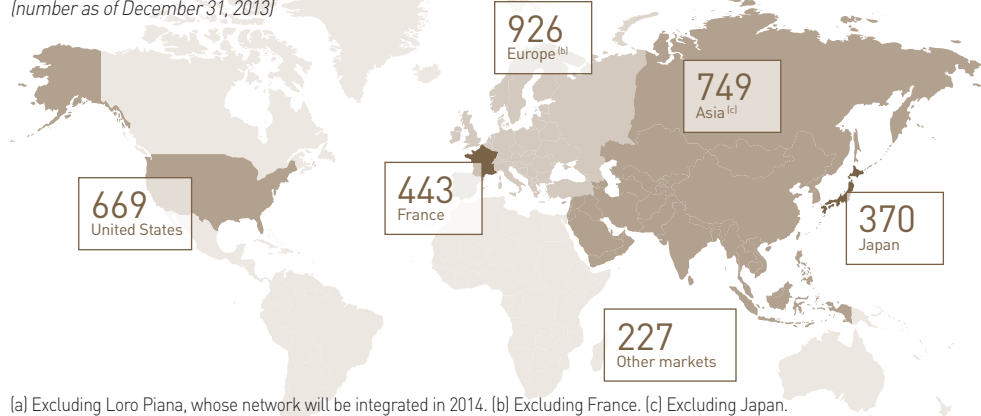 (number as of December 31, 2013)
926
Europe (b)
749
Asia (c)
669
United States
443
France
370
Japan
227
Other markets
(a) Excluding Loro Piana, whose network will be integrated in 2014. (b) Excluding France. (c) Excluding Japan.